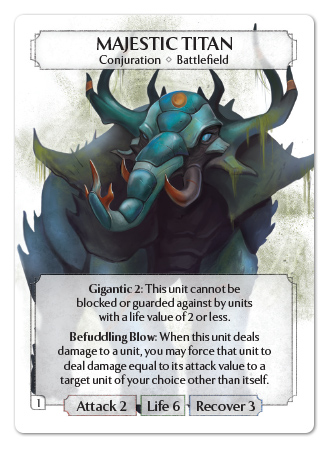 MAJESTIC TITAN
Conjuration ⋄ Battlefield
Gigantic 2: This unit cannot be
blocked or guarded against by units
with a life value of 2 or less.
Befuddling Blow: When this unit deals
damage to a unit, you may force that unit to
deal damage equal to its attack value to a
target unit of your choice other than itself.
1
Attack 2 Life 6 Recover 3